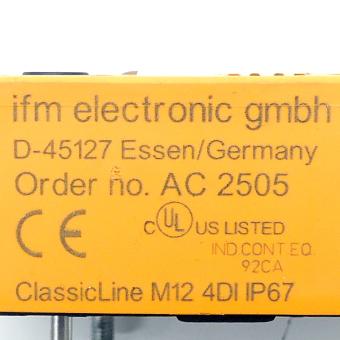 ifm electronic gmbh
D-45127 Essen/Germany
Order no. AC 2505
CE C UL US LISTED
IND.CONT.EQ.
92CA
ClassicLine M12 4DI IP67